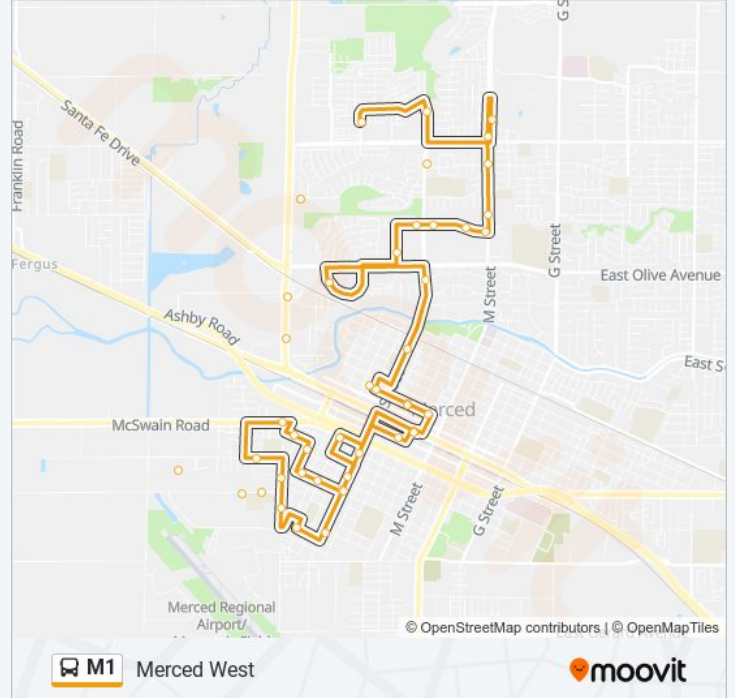 G S
Santa Fe Drive
Franklin Road
G Street
Fergus
East Olive Avenue
M Street
Ashby Road
East S
Merced
McSwain Road
M Street
G Street
Merced Regional
Airport/
© OpenStreetMap contributors | © OpenMapTiles
M1 Merced West
moovit